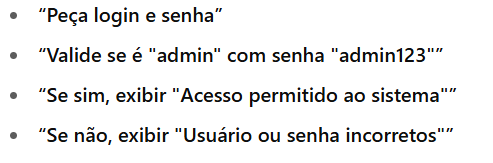 • “Peça login e senha”
• “Valide se é "admin" com senha "admin123"”
• “Se sim, exibir "Acesso permitido ao sistema"”
• “Se não, exibir "Usuário ou senha incorretos"”